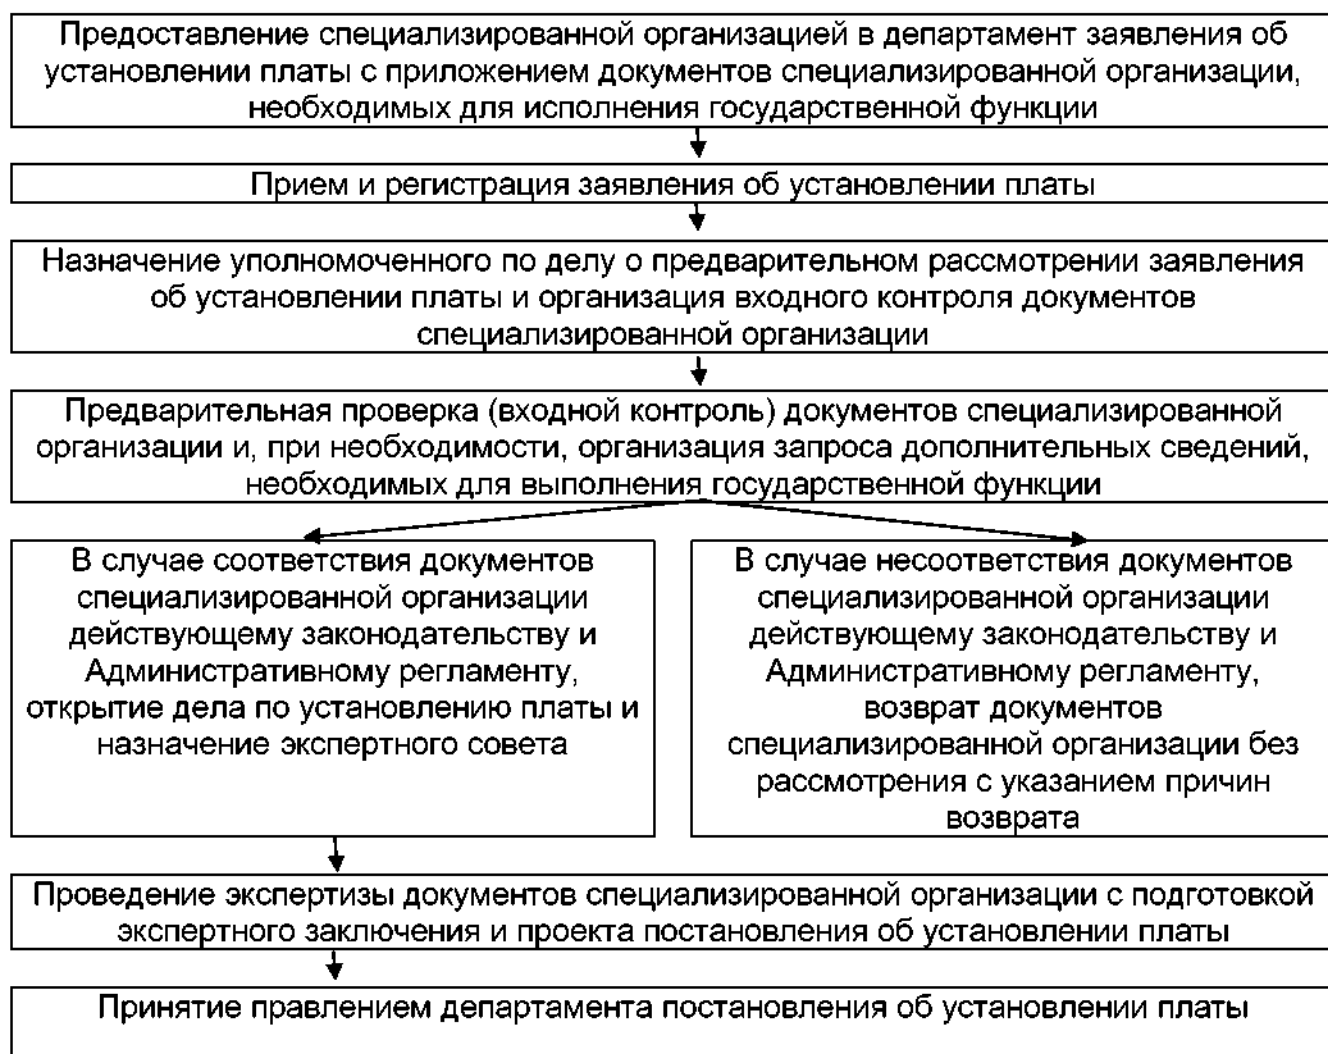 Предоставление специализированной организацией в департамент заявления об
установлении платы с приложением документов специализированной организации,
необходимых для исполнения государственной функции
Прием и регистрация заявления об установлении платы
Назначение уполномоченного по делу о предварительном рассмотрении заявления
об установлении платы и организация входного контроля документов
специализированной организации
Предварительная проверка (входной контроль) документов специализированной
организации и, при необходимости, организация запроса дополнительных сведений,
необходимых для выполнения государственной функции
В случае соответствия документов
специализированной организации
действующему законодательству и
Административному регламенту,
открытие дела по установлению платы и
назначение экспертного совета
В случае несоответствия документов
специализированной организации
действующему законодательству и
Административному регламенту,
возврат документов
специализированной организации без
рассмотрения с указанием причин
возврата
Проведение экспертизы документов специализированной организации с подготовкой
экспертного заключения и проекта постановления об установлении платы
Принятие правлением департамента постановления об установлении платы